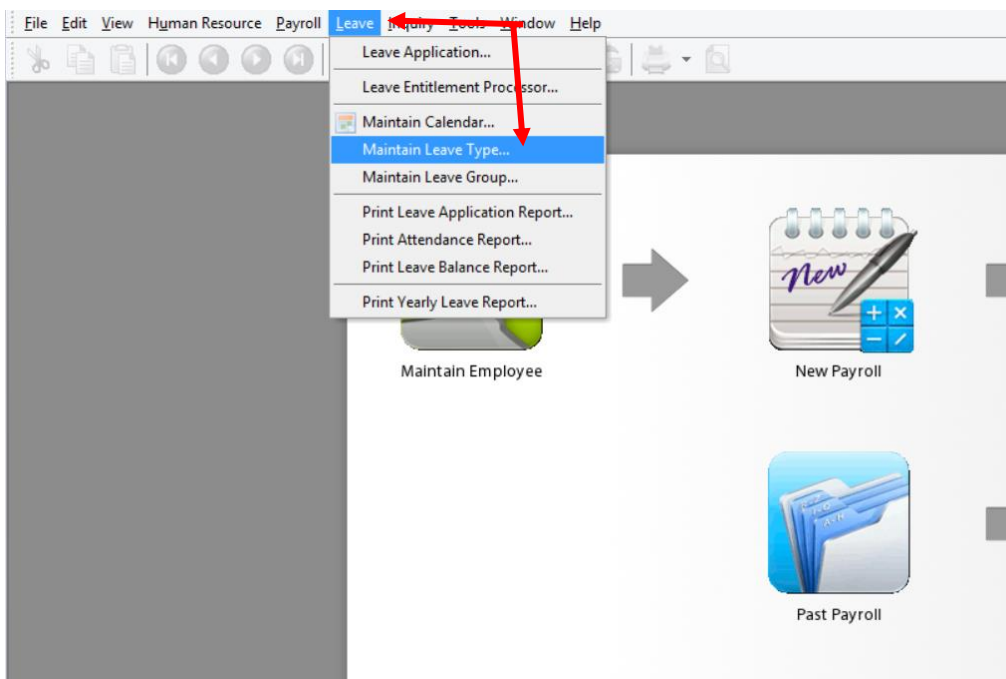 File Edit View Human Resource Payroll Leave Inquiry Tools Window Help
Leave Application...
Leave Entitlement Processor...
Maintain Calendar...
Maintain Leave Type...
Maintain Leave Group...
Print Leave Application Report...
Print Attendance Report...
Print Leave Balance Report...
Print Yearly Leave Report...
New
Maintain Employee
New Payroll
Past Payroll